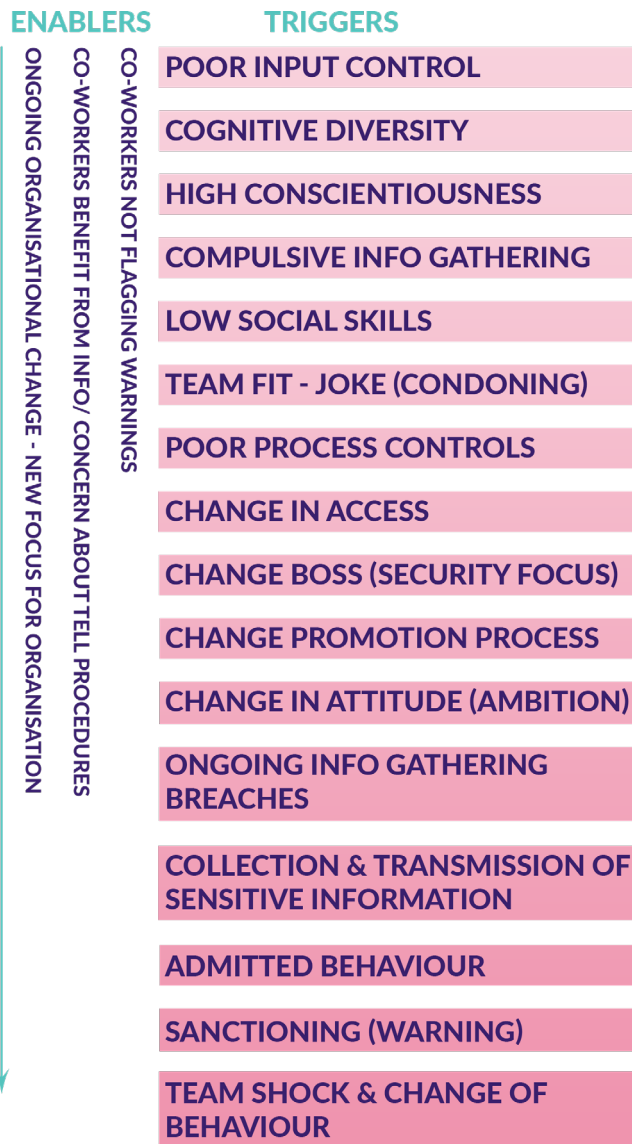 ENABLERS
TRIGGERS
ONGOING ORGANISATIONAL CHANGE - NEW FOCUS FOR ORGANISATION
CO-WORKERS BENEFIT FROM INFO/ CONCERN ABOUT TELL PROCEDURES
CO-WORKERS NOT FLAGGING WARNINGS
POOR INPUT CONTROL
COGNITIVE DIVERSITY
HIGH CONSCIENTIOUSNESS
COMPULSIVE INFO GATHERING
LOW SOCIAL SKILLS
TEAM FIT - JOKE (CONDONING)
POOR PROCESS CONTROLS
CHANGE IN ACCESS
CHANGE BOSS (SECURITY FOCUS)
CHANGE PROMOTION PROCESS
CHANGE IN ATTITUDE (AMBITION)
ONGOING INFO GATHERING
BREACHES
COLLECTION & TRANSMISSION OF
SENSITIVE INFORMATION
ADMITTED BEHAVIOUR
SANCTIONING (WARNING)
TEAM SHOCK & CHANGE OF
BEHAVIOUR